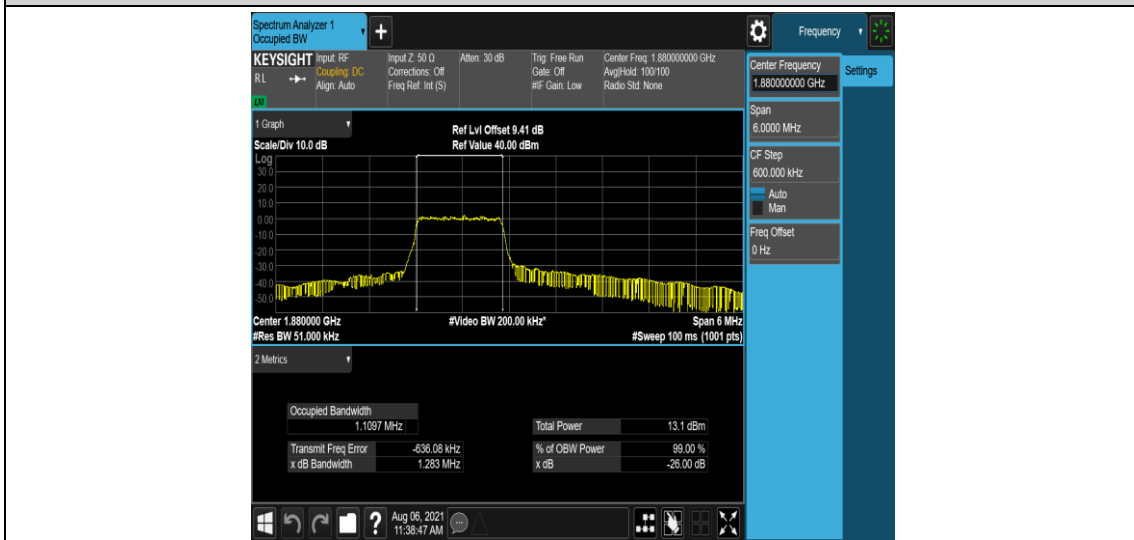 Spectrum Analyzer 1
Occupied BW
+
Frequency
KEYSIGHT
RL
LXI
Input: RF
Coupling: DC
Align: Auto
Input Z: 50 Ω
Corrections: Off
Freq Ref: Int (S)
Atten: 30 dB
Trig: Free Run
Gate: Off
#IF Gain: Low
Center Freq: 1.880000000 GHz
Avg|Hold: 100/100
Radio Std: None
Center Frequency
1.880000000 GHz
Settings
Span
6.0000 MHz
CF Step
600.000 kHz
Auto
Man
Freq Offset
0 Hz
1 Graph
Scale/Div 10.0 dB
Ref Lvl Offset 9.41 dB
Ref Value 40.00 dBm
Log
30.0
20.0
10.0
0.00
-10.0
-20.0
-30.0
-40.0
-50.0
Center 1.880000 GHz
#Video BW 200.00 kHz*
Span 6 MHz
#Res BW 51.000 kHz
#Sweep 100 ms (1001 pts)
2 Metrics
Occupied Bandwidth
1.1097 MHz
Total Power 13.1 dBm
Transmit Freq Error -636.08 kHz
% of OBW Power 99.00 %
x dB Bandwidth 1.283 MHz
x dB -26.00 dB
?
Aug 06, 2021
11:38:47 AM